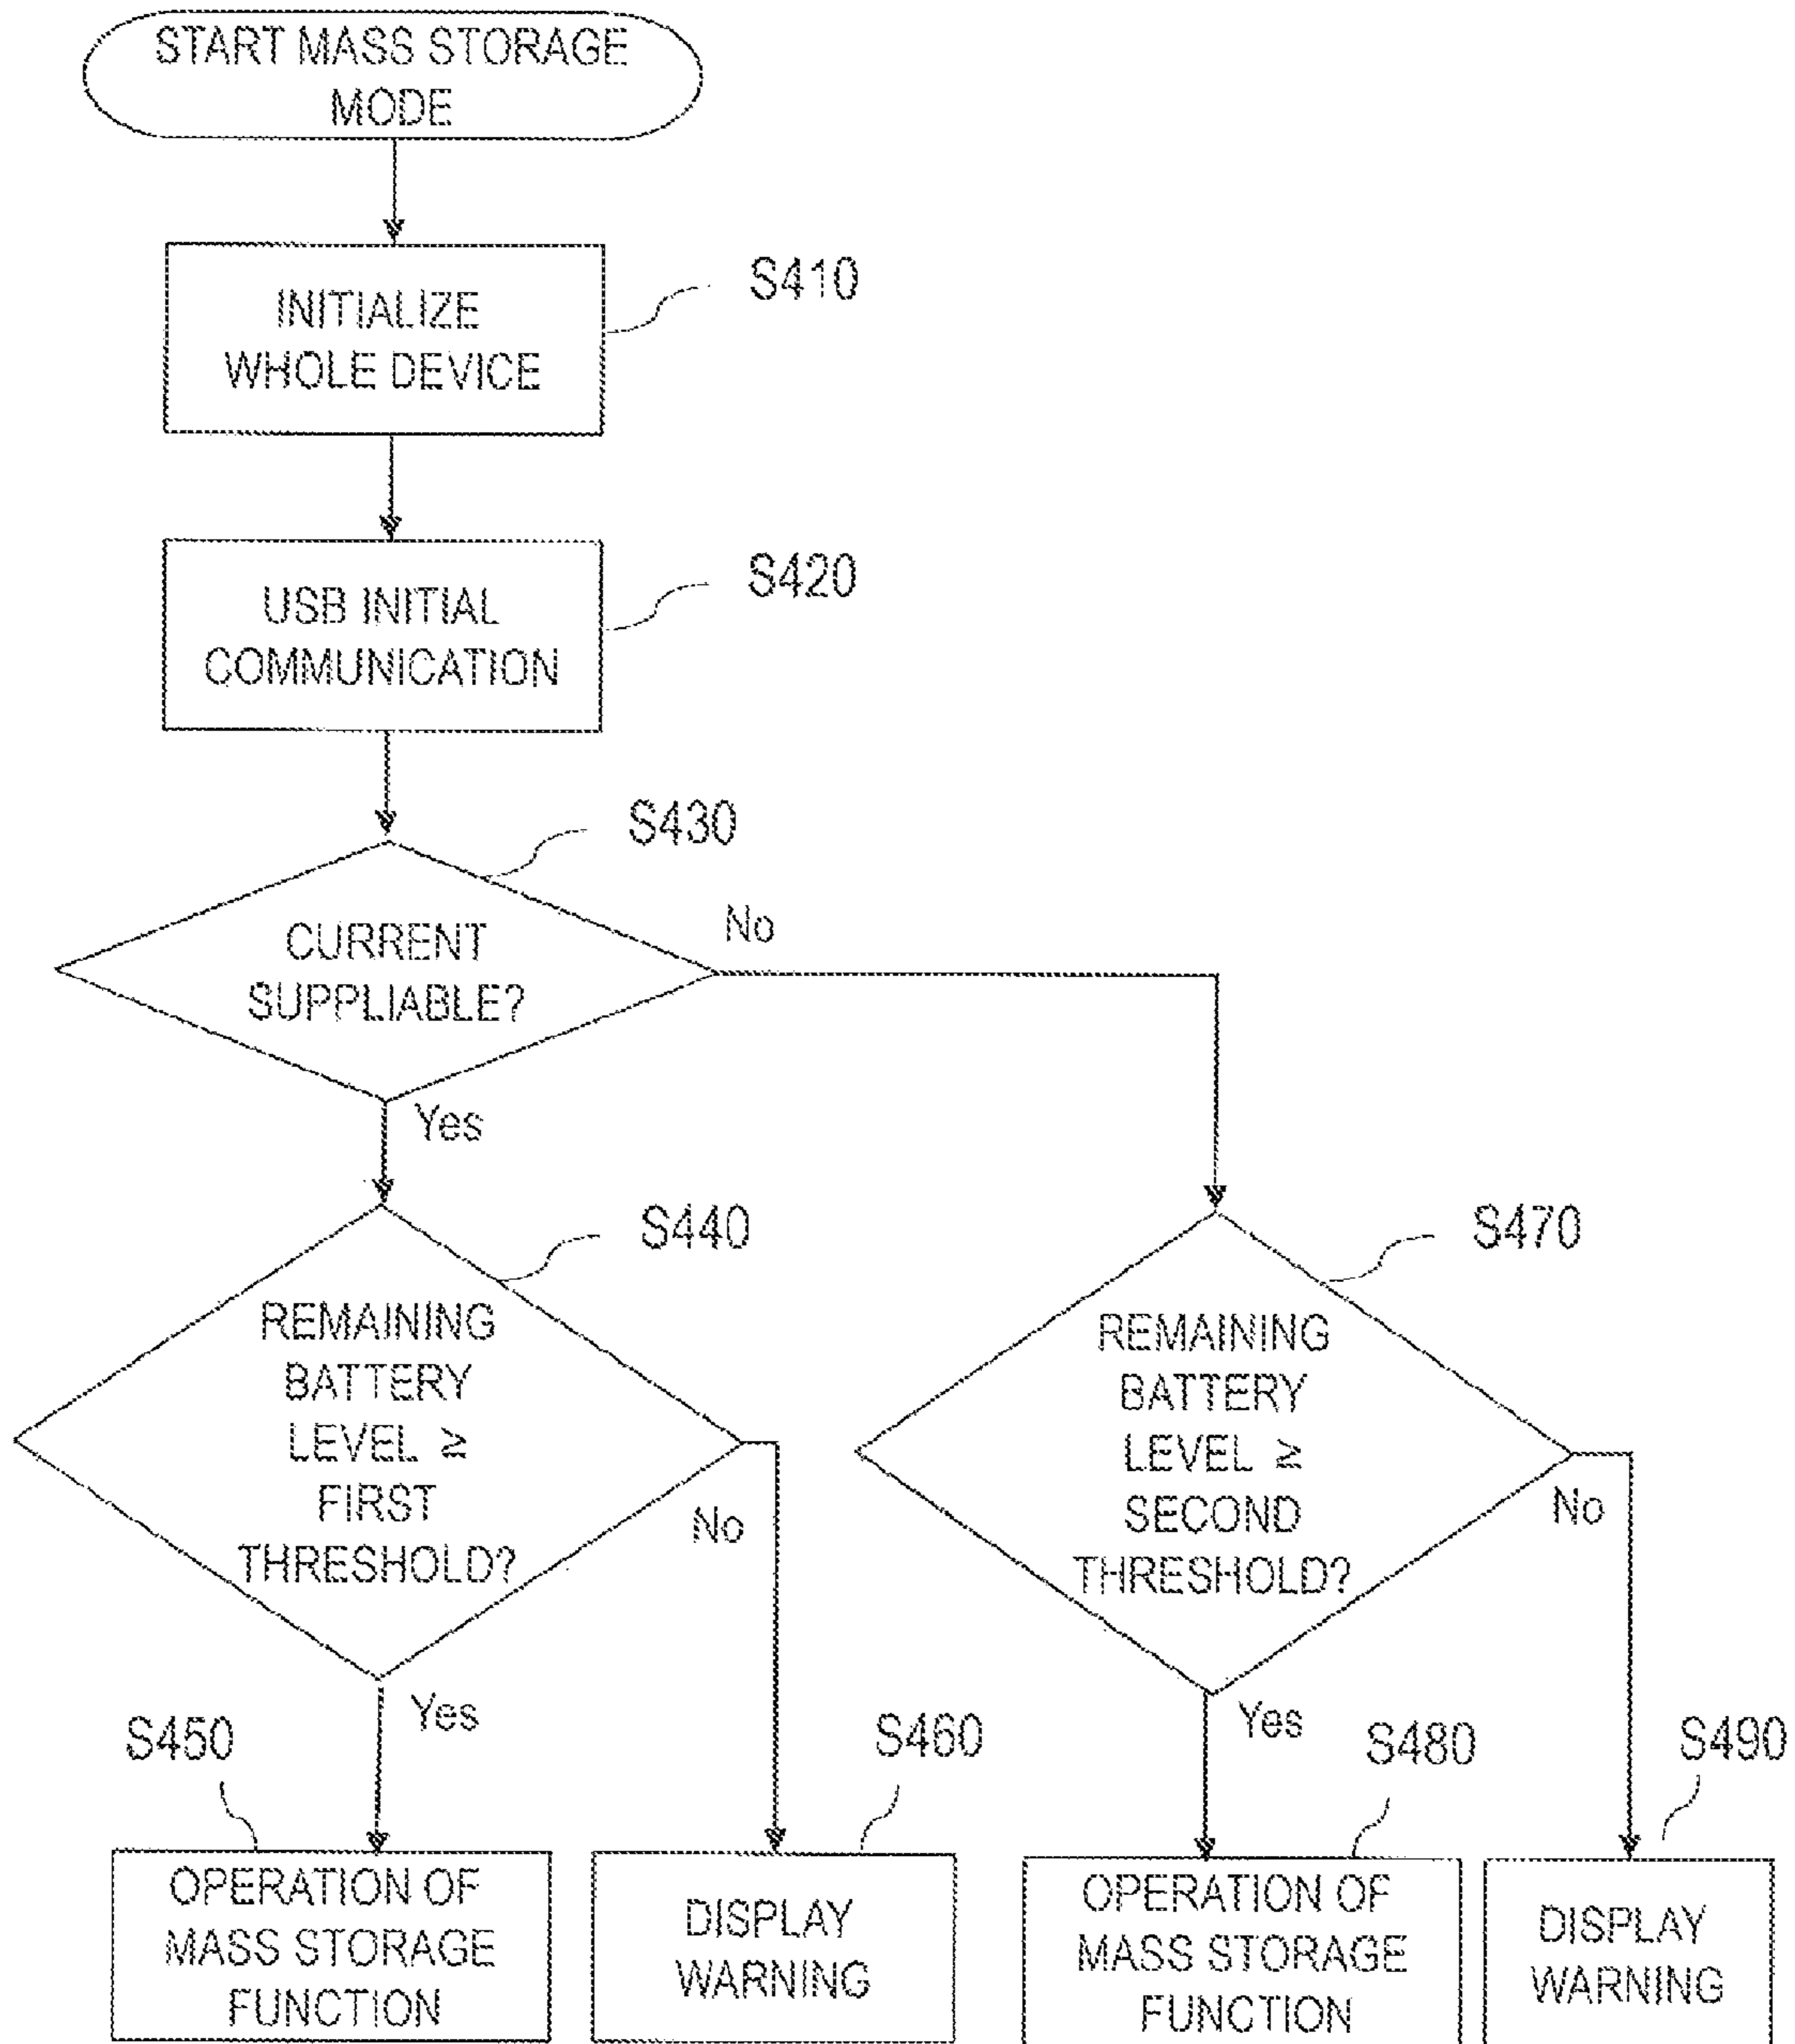 START MASS STORAGE
MODE
INITIALIZE
WHOLE DEVICE
S410
USB INITIAL
COMMUNICATION
S420
S430
CURRENT
SUPPLIABLE?
No
Yes
S440
REMAINING
BATTERY
LEVEL ≧
FIRST
THRESHOLD?
No
Yes
S470
REMAINING
BATTERY
LEVEL ≧
SECOND
THRESHOLD?
No
Yes
S450
OPERATION OF
MASS STORAGE
FUNCTION
S460
DISPLAY
WARNING
S480
OPERATION OF
MASS STORAGE
FUNCTION
S490
DISPLAY
WARNING